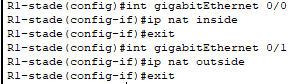 R1-stade(config)#int gigabitEthernet 0/0
R1-stade(config-if)#ip nat inside
R1-stade(config-if)#exit
R1-stade(config)#int gigabitEthernet 0/1
R1-stade(config-if)#ip nat outside
R1-stade(config-if)#exit